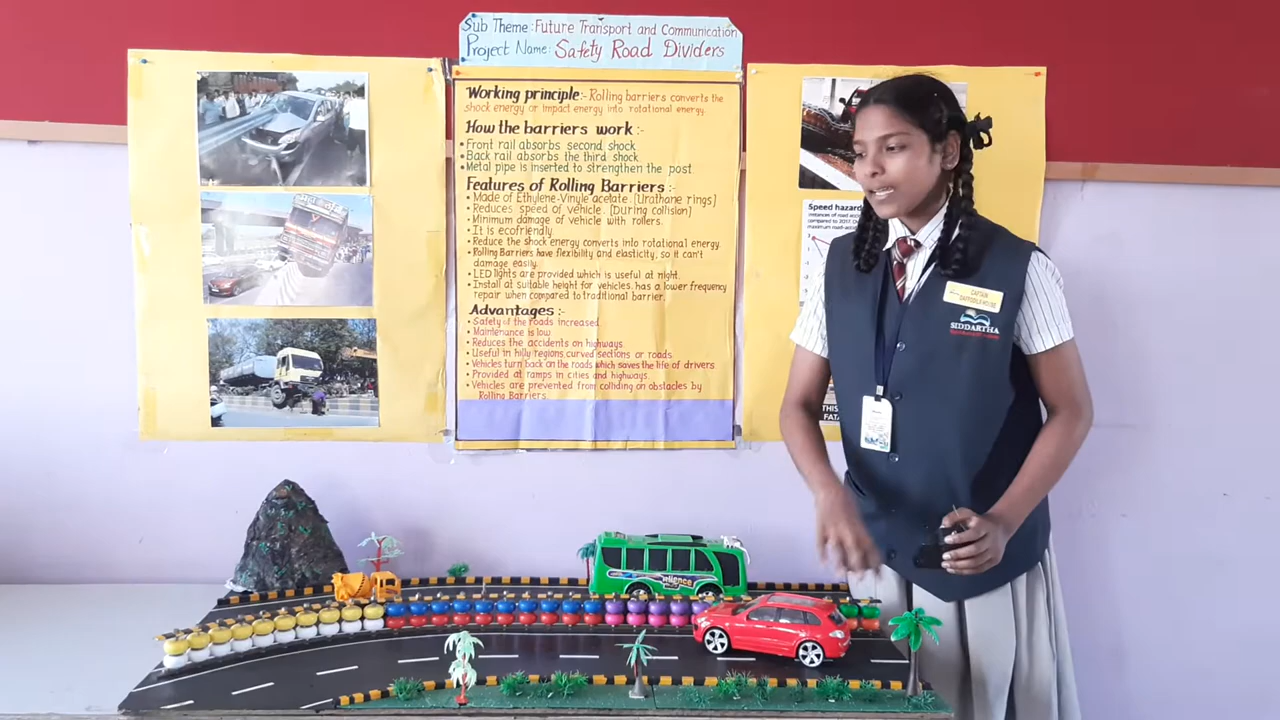 Sub Theme: Future Transport and Communication
Project Name: Safety Road Dividers
Working principle:- Rolling barriers converts the
shock energy or impact energy into rotational energy.
How the barriers work :-
• Front rail absorbs second shock
• Back rail absorbs the third shock
• Metal pipe is inserted to strengthen the post
Features of Rolling Barriers :-
• Made of Ethylene-Vinyle acetate [Urathane rings]
• Reduces speed of vehicle [During collision]
• Minimum damage of vehicle with rollers.
• It is ecofriendly
• Reduce the shock energy converts into rotational energy.
• Rolling Barriers have flexibility and elasticity, so it can't
damage easily.
• LED lights are provided which is useful at night.
• Install at suitable height for vehicles. has a lower frequency
repair when compared to traditional barrier.
Advantages :-
• Safety of the roads increased.
• Maintenance is low
• Reduces the accidents on highways
• Useful in hilly regions, curved sections or roads
• Vehicles turn back on the roads which saves the life of drivers
• Provided at ramps in cities and highways.
• Vehicles are prevented from colliding on obstacles by
Rolling Barriers.
Speed hazard
compared to 2017.
THIS
FATA
CAPTAIN
SIDDARTHA